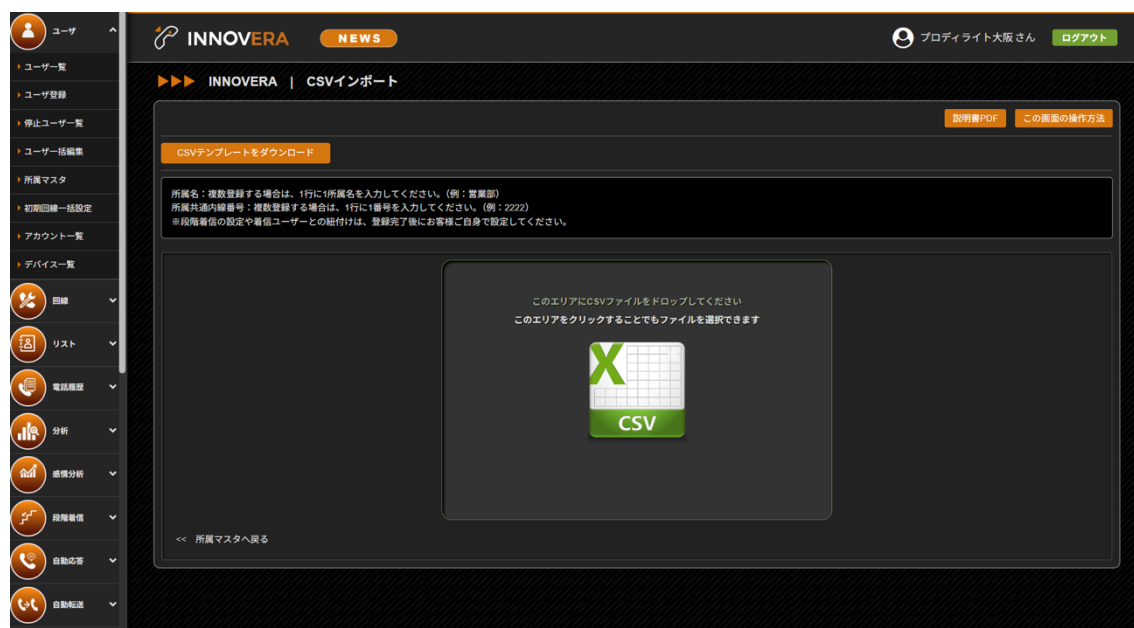 ユーザ
ユーザ一覧
ユーザ登録
停止ユーザ一覧
ユーザ一括編集
所属マスタ
初期回線一括設定
アカウント一覧
デバイス一覧
回線
リスト
電話履歴
分析
感情分析
段階着信
自動応答
自動転送
INNOVERA
NEWS
プロディライト大阪 さん
ログアウト
INNOVERA | CSVインポート
説明書PDF
この画面の操作方法
CSVテンプレートをダウンロード
所属名：複数登録する場合は、1行に1所属名を入力してください。(例：営業部)
所属共通内線番号：複数登録する場合は、1行に1番号を入力してください。(例：2222)
※段階着信の設定や着信ユーザーとの紐付けは、登録完了後にお客様ご自身で設定してください。
このエリアにCSVファイルをドロップしてください
このエリアをクリックすることでもファイルを選択できます
X
CSV
<< 所属マスタへ戻る